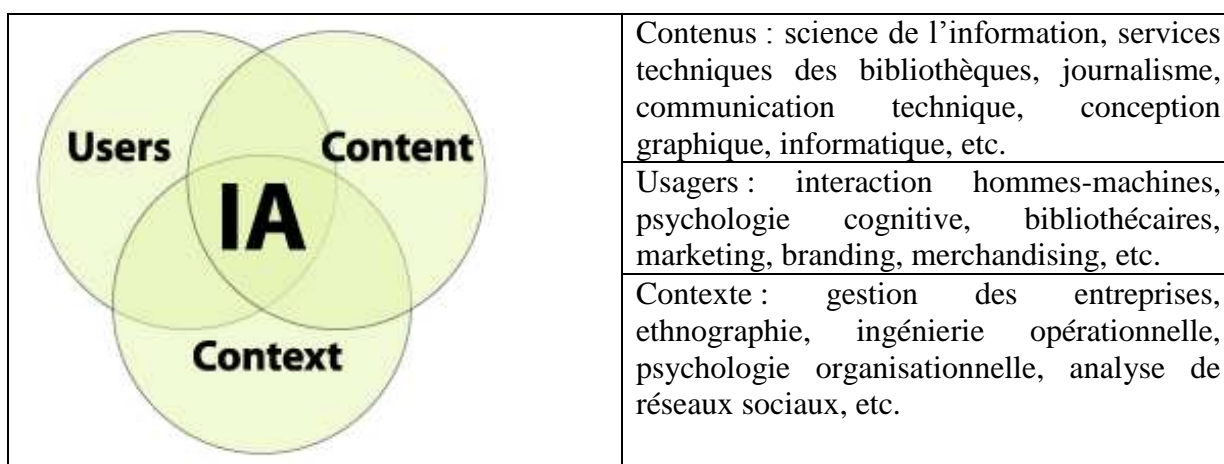 Users
Content
IA
Context
Contenus : science de l’information, services
techniques des bibliothèques, journalisme,
communication technique, conception
graphique, informatique, etc.
Usagers : interaction hommes-machines,
psychologie cognitive, bibliothécaires,
marketing, branding, merchandising, etc.
Contexte : gestion des entreprises,
ethnographie, ingénierie opérationnelle,
psychologie organisationnelle, analyse de
réseaux sociaux, etc.